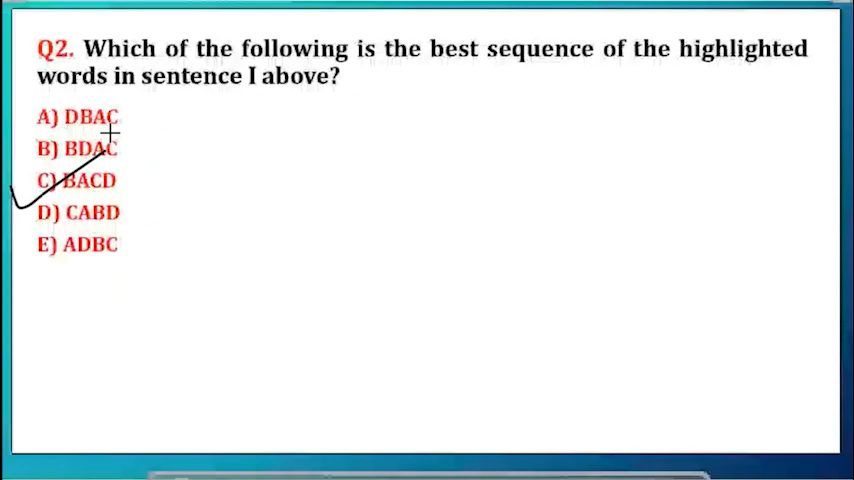 Q2. Which of the following is the best sequence of the highlighted
words in sentence I above?
A) DBAC
B) BDAC
C) BACD
D) CABD
E) ADBC